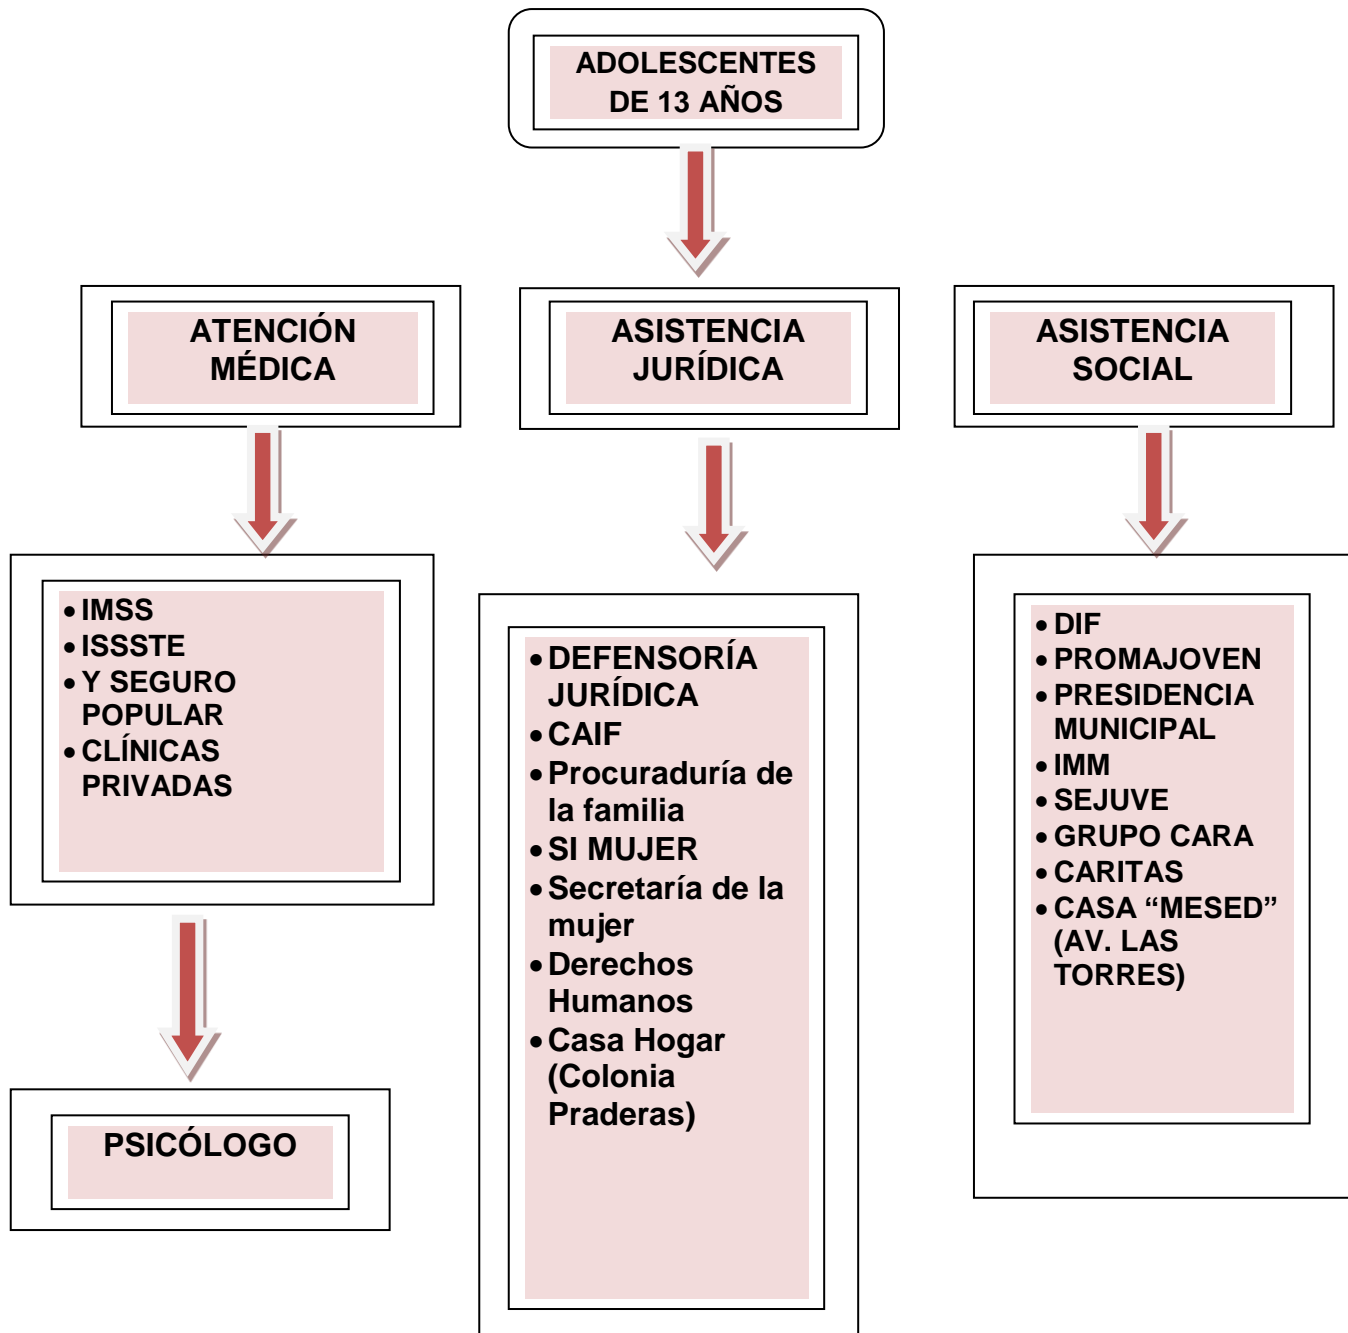 ADOLESCENTES
DE 13 AÑOS
ATENCIÓN
MÉDICA
ASISTENCIA
JURÍDICA
ASISTENCIA
SOCIAL
• IMSS
• ISSSTE
• Y SEGURO
POPULAR
• CLÍNICAS
PRIVADAS
• DEFENSORÍA
JURÍDICA
• CAIF
• Procuraduría de
la familia
• SI MUJER
• Secretaría de la
mujer
• Derechos
Humanos
• Casa Hogar
(Colonia
Praderas)
• DIF
• PROMAJOVEN
• PRESIDENCIA
MUNICIPAL
• IMM
• SEJUVE
• GRUPO CARA
• CARITAS
• CASA “MESED”
(AV. LAS
TORRES)
PSICÓLOGO